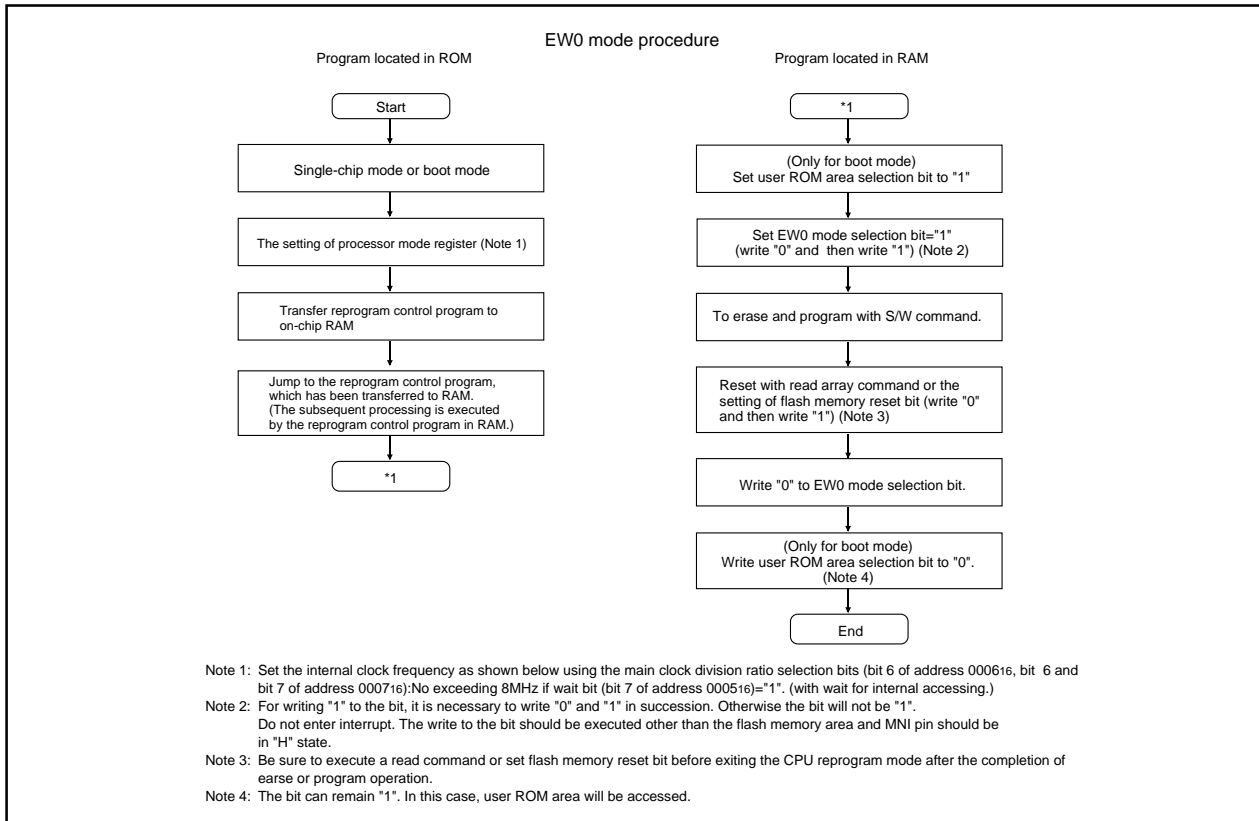 EW0 mode procedure
Program located in ROM
Start
Single-chip mode or boot mode
The setting of processor mode register (Note 1)
Transfer reprogram control program to
on-chip RAM
Jump to the reprogram control program,
which has been transferred to RAM.
(The subsequent processing is executed
by the reprogram control program in RAM.)
*1
Program located in RAM
*1
(Only for boot mode)
Set user ROM area selection bit to "1"
Set EW0 mode selection bit="1"
(write "0" and then write "1") (Note 2)
To erase and program with S/W command.
Reset with read array command or the
setting of flash memory reset bit (write "0"
and then write "1") (Note 3)
Write "0" to EW0 mode selection bit.
(Only for boot mode)
Write user ROM area selection bit to "0".
(Note 4)
End
Note 1: Set the internal clock frequency as shown below using the main clock division ratio selection bits (bit 6 of address 000616, bit 6 and
bit 7 of address 000716):No exceeding 8MHz if wait bit (bit 7 of address 000516)="1". (with wait for internal accessing.)
Note 2: For writing "1" to the bit, it is necessary to write "0" and "1" in succession. Otherwise the bit will not be "1".
Do not enter interrupt. The write to the bit should be executed other than the flash memory area and MNI pin should be
in "H" state.
Note 3: Be sure to execute a read command or set flash memory reset bit before exiting the CPU reprogram mode after the completion of
earse or program operation.
Note 4: The bit can remain "1". In this case, user ROM area will be accessed.